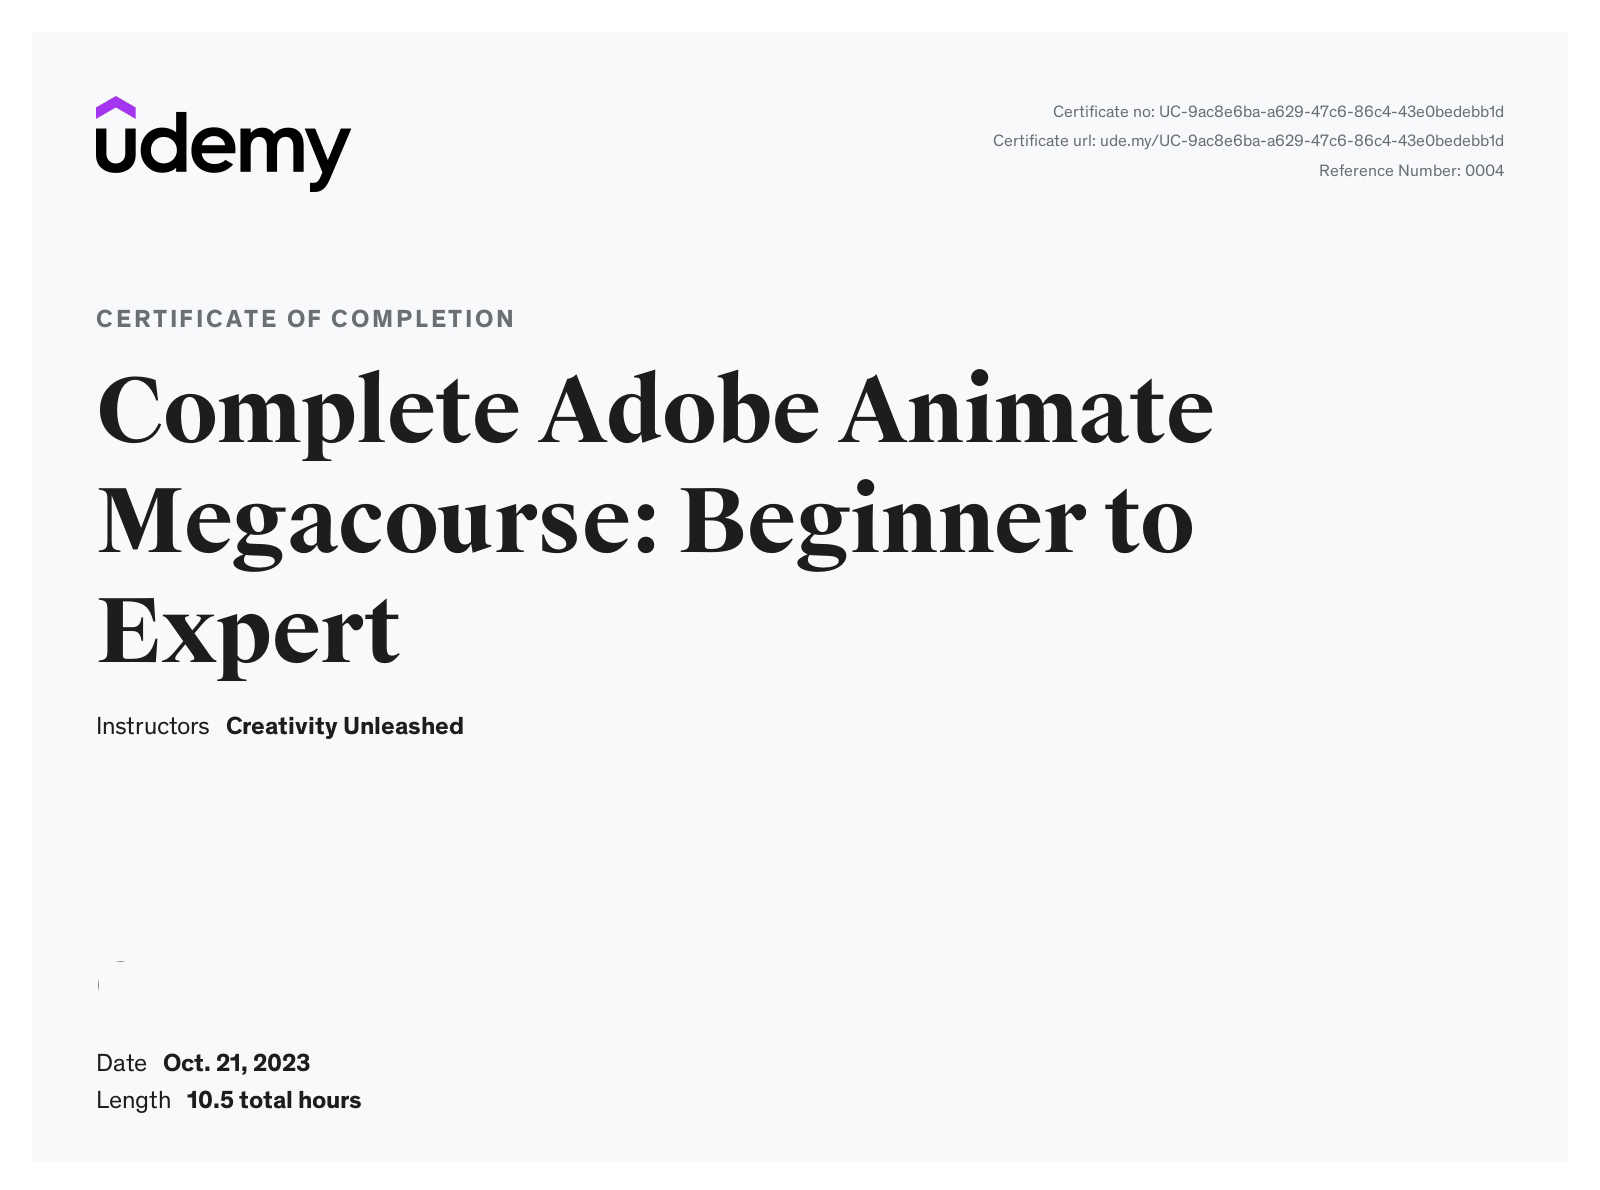 udemy
Certificate no: UC-9ac8e6ba-a629-47c6-86c4-43e0bedebb1d
Certificate url: ude.my/UC-9ac8e6ba-a629-47c6-86c4-43e0bedebb1d
Reference Number: 0004
CERTIFICATE OF COMPLETION
Complete Adobe Animate
Megacourse: Beginner to
Expert
Instructors Creativity Unleashed
Date Oct. 21, 2023
Length 10.5 total hours